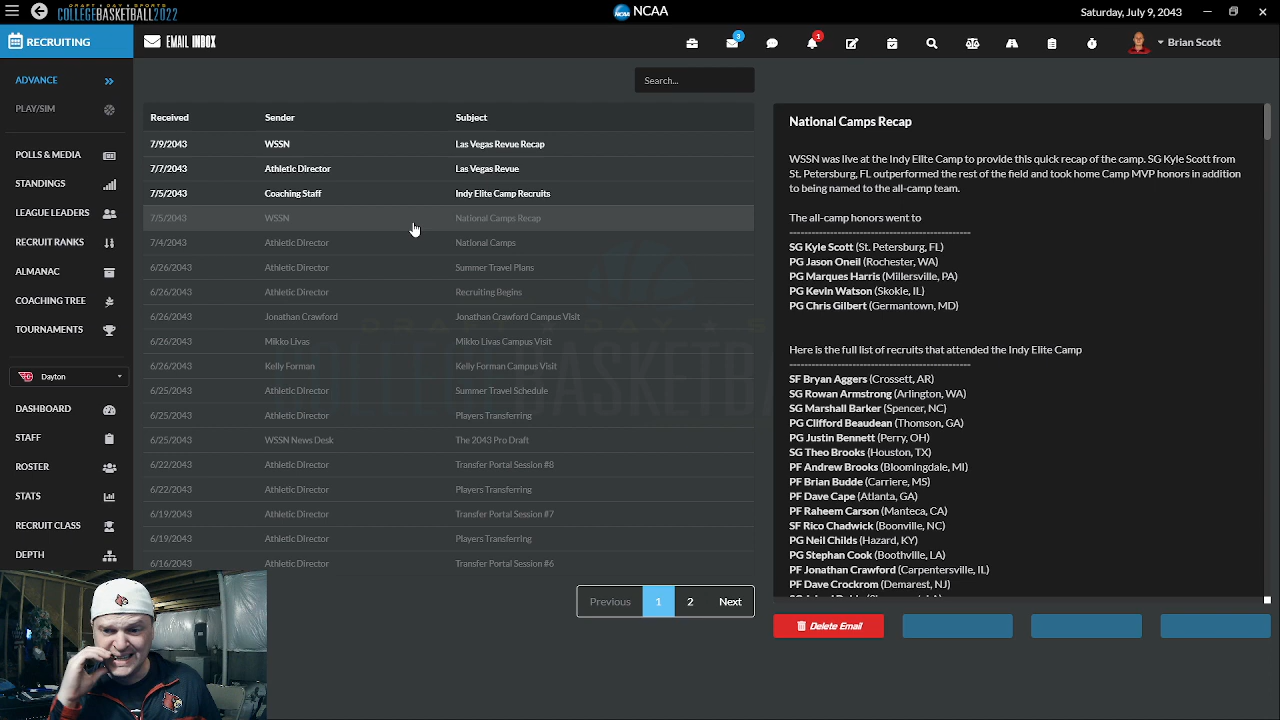 DRAFT DAY SPORTS
COLLEGEBASKETBALL2022
NCAA
Saturday, July 9, 2043
RECRUITING
EMAIL INBOX
3
1
Brian Scott
ADVANCE
PLAY/SIM
POLLS & MEDIA
STANDINGS
LEAGUE LEADERS
RECRUIT RANKS
ALMANAC
COACHING TREE
TOURNAMENTS
Dayton
DASHBOARD
STAFF
ROSTER
STATS
RECRUIT CLASS
DEPTH
Search...
Received Sender Subject
7/9/2043 WSSN Las Vegas Revue Recap
7/7/2043 Athletic Director Las Vegas Revue
7/5/2043 Coaching Staff Indy Elite Camp Recruits
7/5/2043 WSSN National Camps Recap
7/4/2043 Athletic Director National Camps
6/26/2043 Athletic Director Summer Travel Plans
6/26/2043 Athletic Director Recruiting Begins
6/26/2043 Jonathan Crawford Jonathan Crawford Campus Visit
6/26/2043 Mikko Livas Mikko Livas Campus Visit
6/26/2043 Kelly Forman Kelly Forman Campus Visit
6/25/2043 Athletic Director Summer Travel Schedule
6/25/2043 Athletic Director Players Transferring
6/25/2043 WSSN News Desk The 2043 Pro Draft
6/22/2043 Athletic Director Transfer Portal Session #8
6/22/2043 Athletic Director Players Transferring
6/19/2043 Athletic Director Transfer Portal Session #7
6/19/2043 Athletic Director Players Transferring
6/16/2043 Athletic Director Transfer Portal Session #6
Previous 1 2 Next
National Camps Recap
WSSN was live at the Indy Elite Camp to provide this quick recap of the camp. SG Kyle Scott from
St. Petersburg, FL outperformed the rest of the field and took home Camp MVP honors in addition
to being named to the all-camp team.
The all-camp honors went to
----------------------------------------------
SG Kyle Scott (St. Petersburg, FL)
PG Jason Oneil (Rochester, WA)
PG Marques Harris (Millersville, PA)
PG Kevin Watson (Skokie, IL)
PG Chris Gilbert (Germantown, MD)
Here is the full list of recruits that attended the Indy Elite Camp
----------------------------------------------
SF Bryan Aggers (Crossett, AR)
SG Rowan Armstrong (Arlington, WA)
SG Marshall Barker (Spencer, NC)
PG Clifford Beaudean (Thomson, GA)
PG Justin Bennett (Perry, OH)
SG Theo Brooks (Houston, TX)
PF Andrew Brooks (Bloomingdale, MI)
PF Brian Budde (Carriere, MS)
PF Dave Cape (Atlanta, GA)
PF Raheem Carson (Manteca, CA)
SF Rico Chadwick (Boonville, NC)
PG Neil Childs (Hazard, KY)
PG Stephan Cook (Boothville, LA)
PF Jonathan Crawford (Carpentersville, IL)
PF Dave Crockrom (Demarest, NJ)
Delete Email